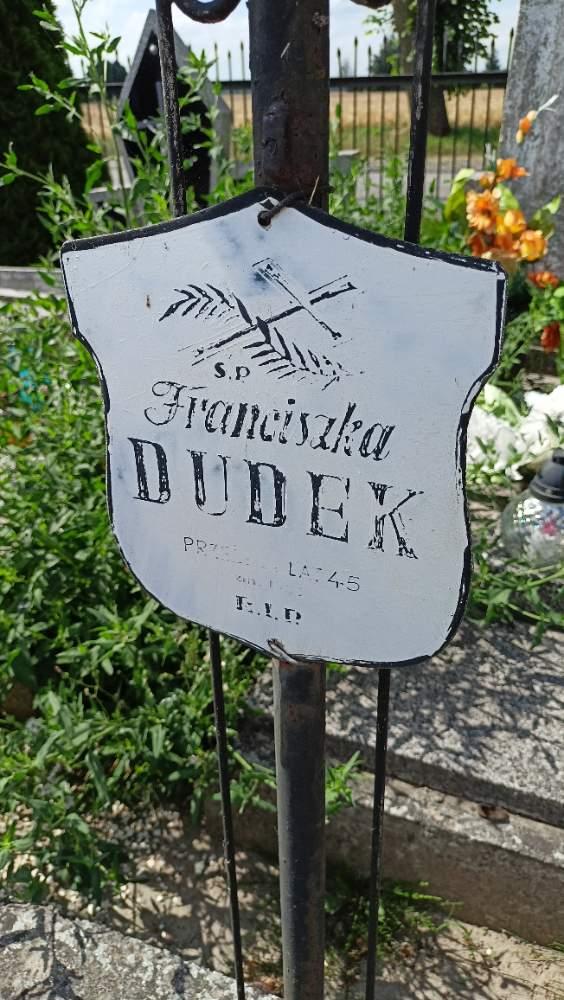 Ś.P.
Franciszka
DUDEK
LAT 45
R.I.P.